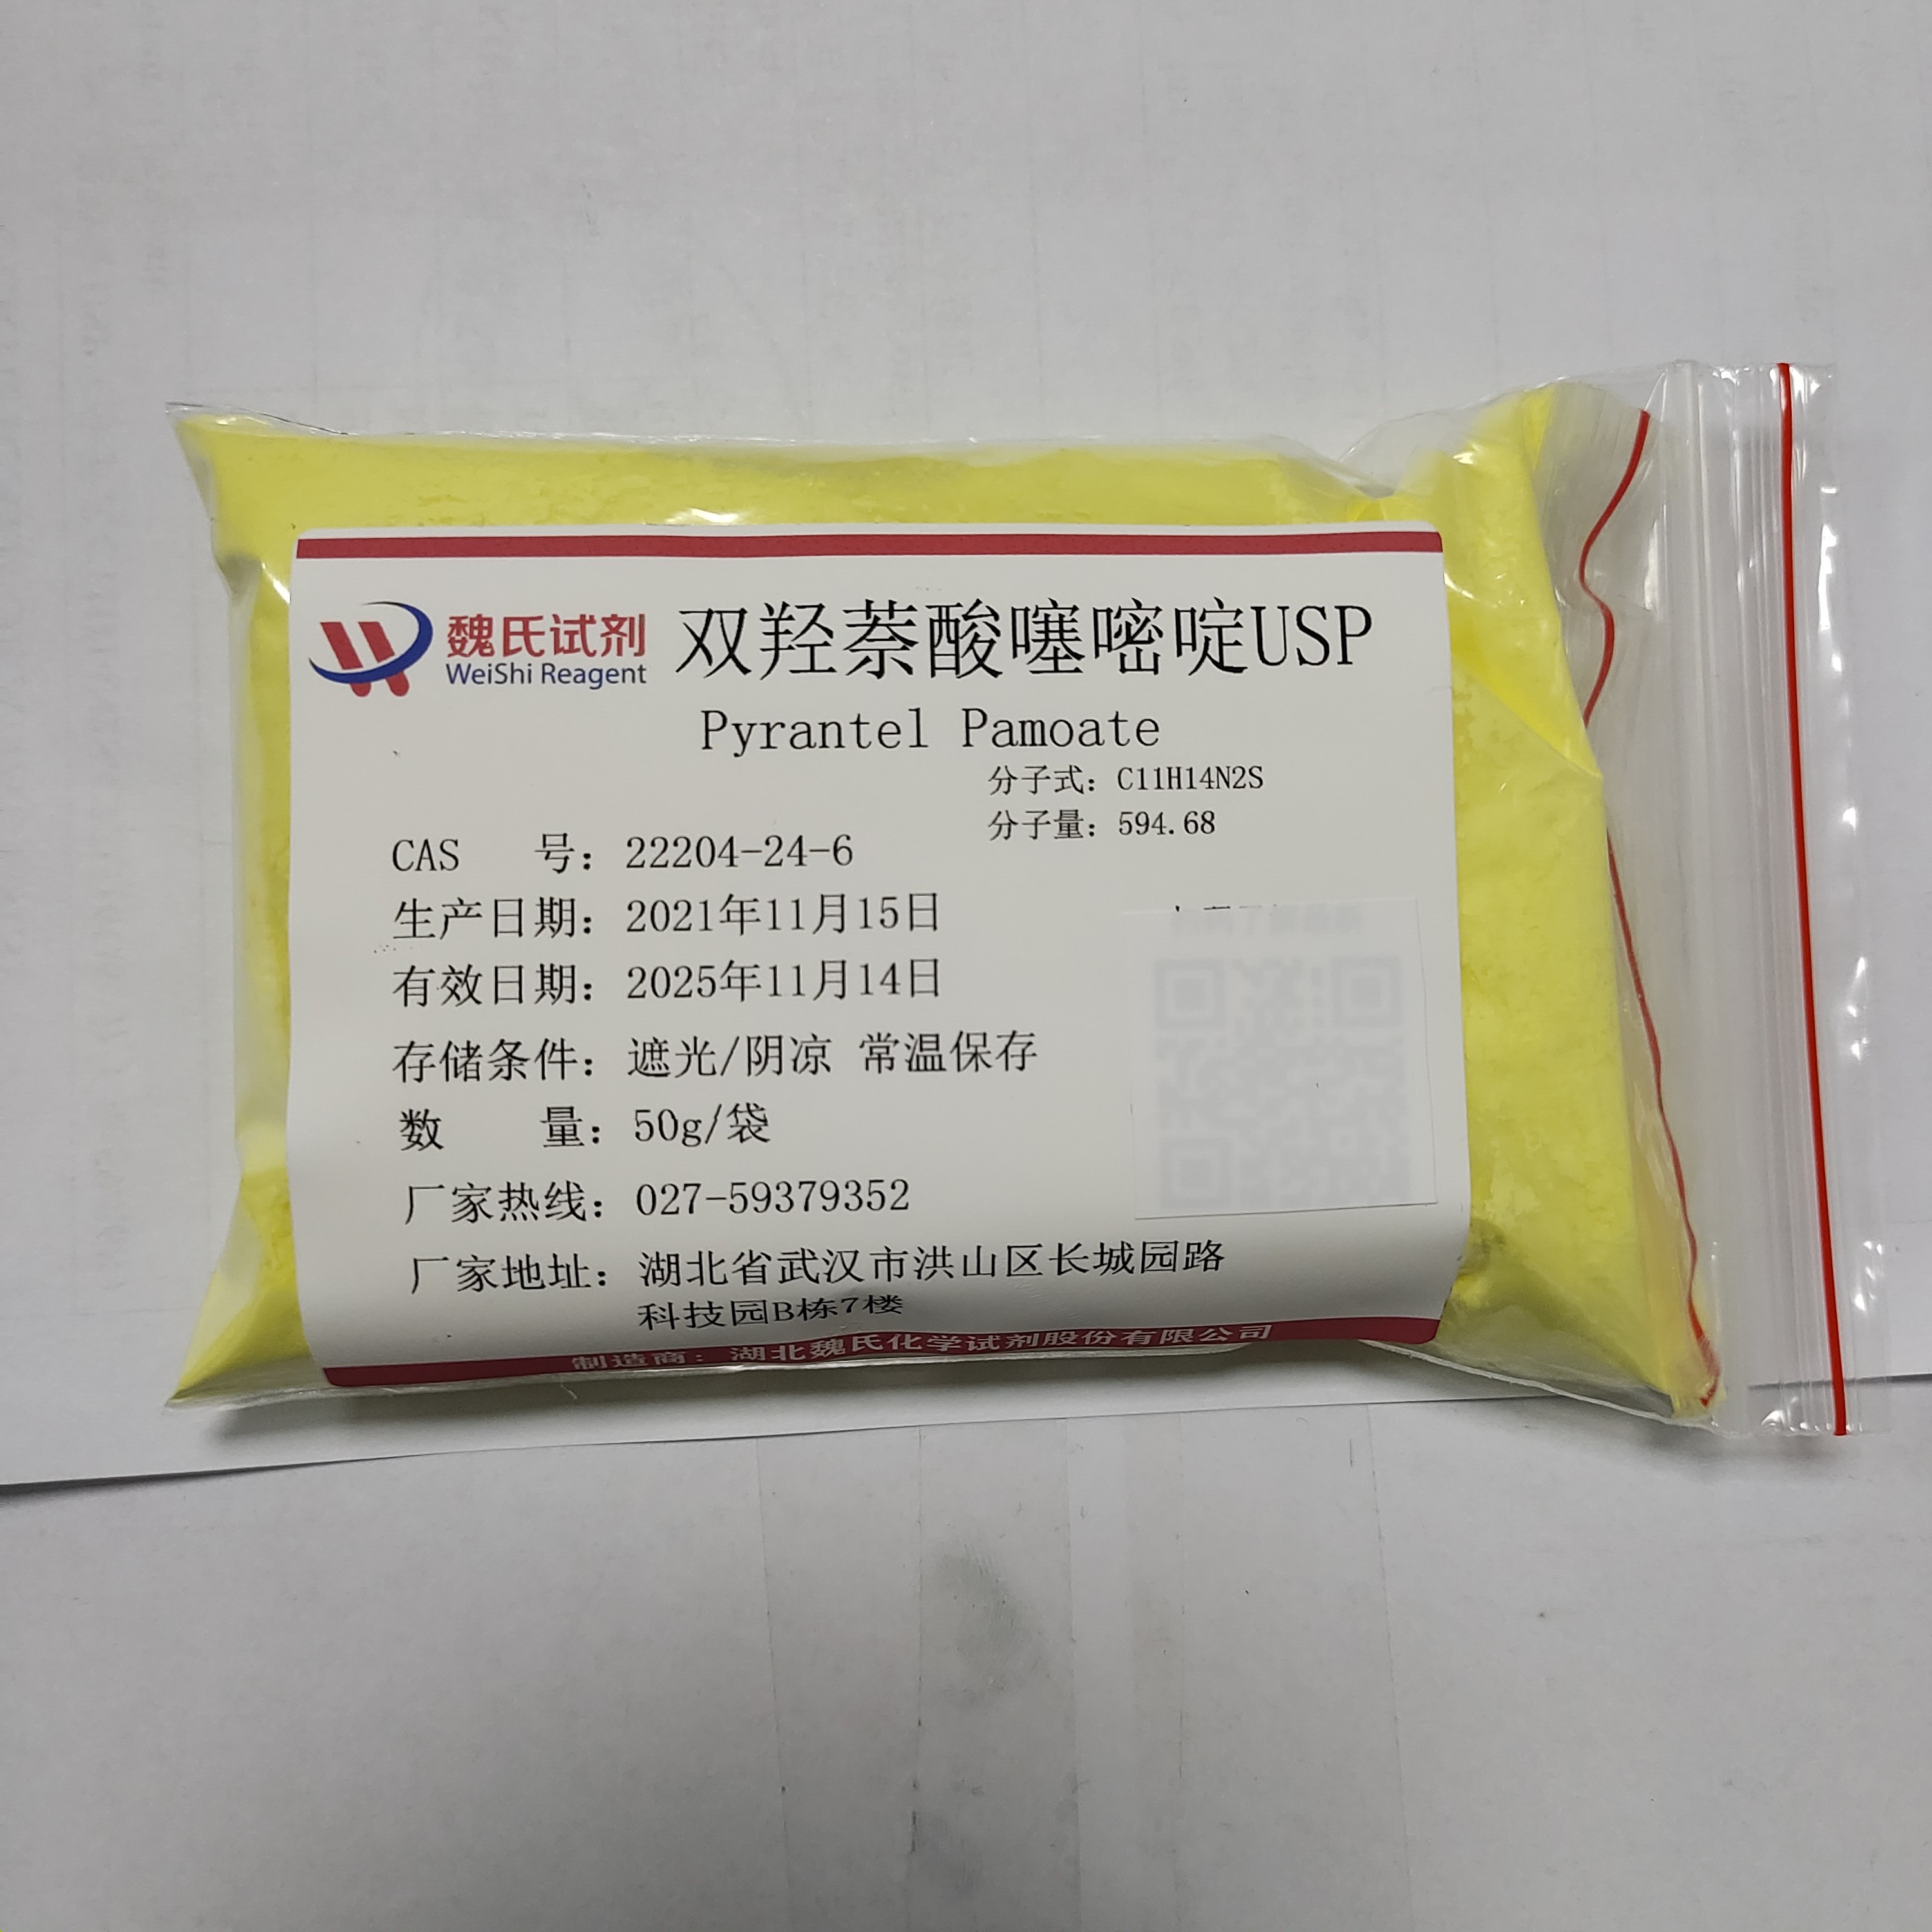 魏氏试剂
WeiShi Reagent
双羟萘酸噻嘧啶USP
Pyrantel Pamoate
分子式：C11H14N2S
分子量：594.68
CAS 号：22204-24-6
生产日期：2021年11月15日
有效日期：2025年11月14日
存储条件：遮光/阴凉 常温保存
数 量：50g/袋
厂家热线：027-59379352
厂家地址：湖北省武汉市洪山区长城园路
科技园B栋7楼
制造商：湖北魏氏化学试剂股份有限公司